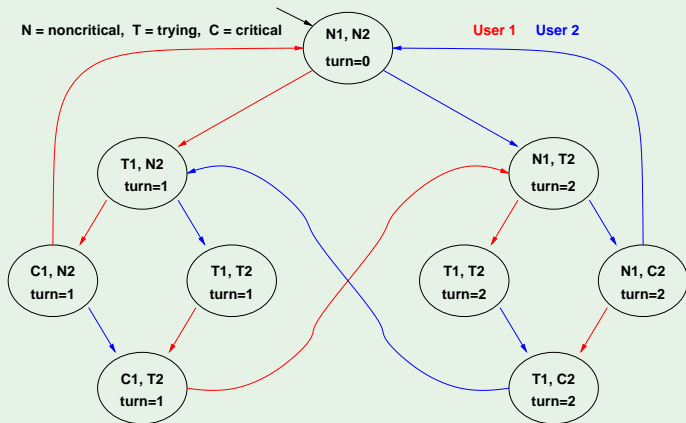 N = noncritical, T = trying, C = critical
N1, N2
turn=0
User 1 User 2
T1, N2
turn=1
N1, T2
turn=2
C1, N2
turn=1
T1, T2
turn=1
T1, T2
turn=2
N1, C2
turn=2
C1, T2
turn=1
T1, C2
turn=2